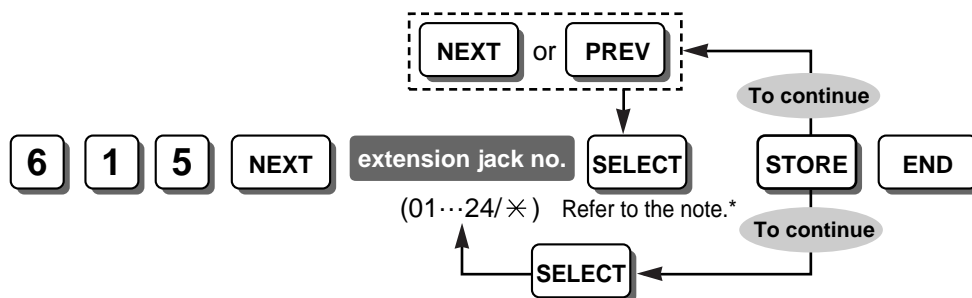 NEXT or PREV
To continue
6 1 5 NEXT extension jack no. SELECT STORE END
(01···24/✳) Refer to the note.*
To continue
SELECT